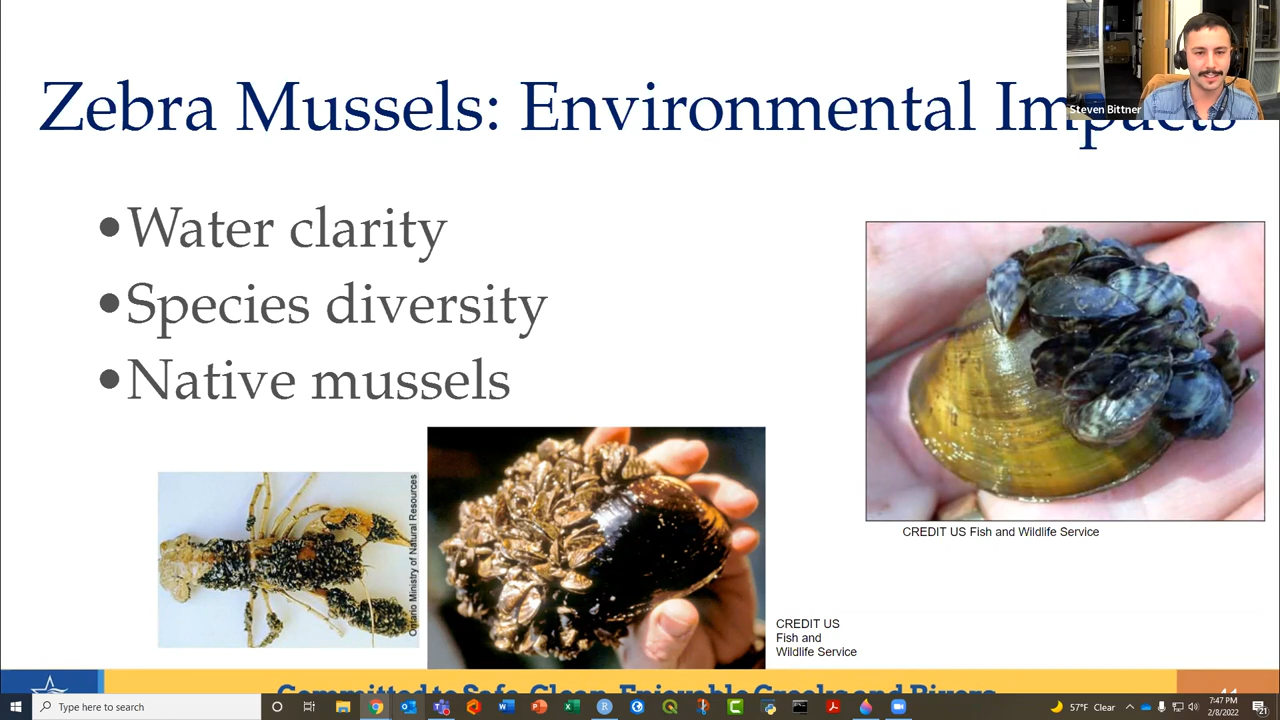 Zebra Mussels: Environmental Impacts
Steven Bittner
•Water clarity
•Species diversity
•Native mussels
Ontario Ministry of Natural Resources
CREDIT US Fish and Wildlife Service
CREDIT US
Fish and
Wildlife Service
Committed to Safe, Clean, Enjoyable Creeks and Rivers
Type here to search
57°F Clear
7:47 PM
2/8/2022
21